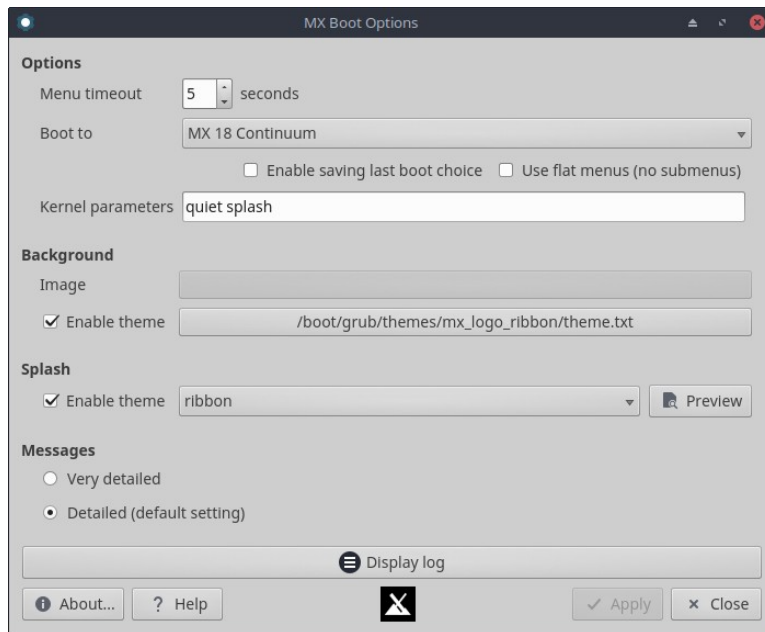 MX Boot Options
Options
Menu timeout 5 seconds
Boot to MX 18 Continuum
Enable saving last boot choice Use flat menus (no submenus)
Kernel parameters quiet splash
Background
Image
Enable theme /boot/grub/themes/mx_logo_ribbon/theme.txt
Splash
Enable theme ribbon Preview
Messages
Very detailed
Detailed (default setting)
Display log
About... ? Help Apply Close